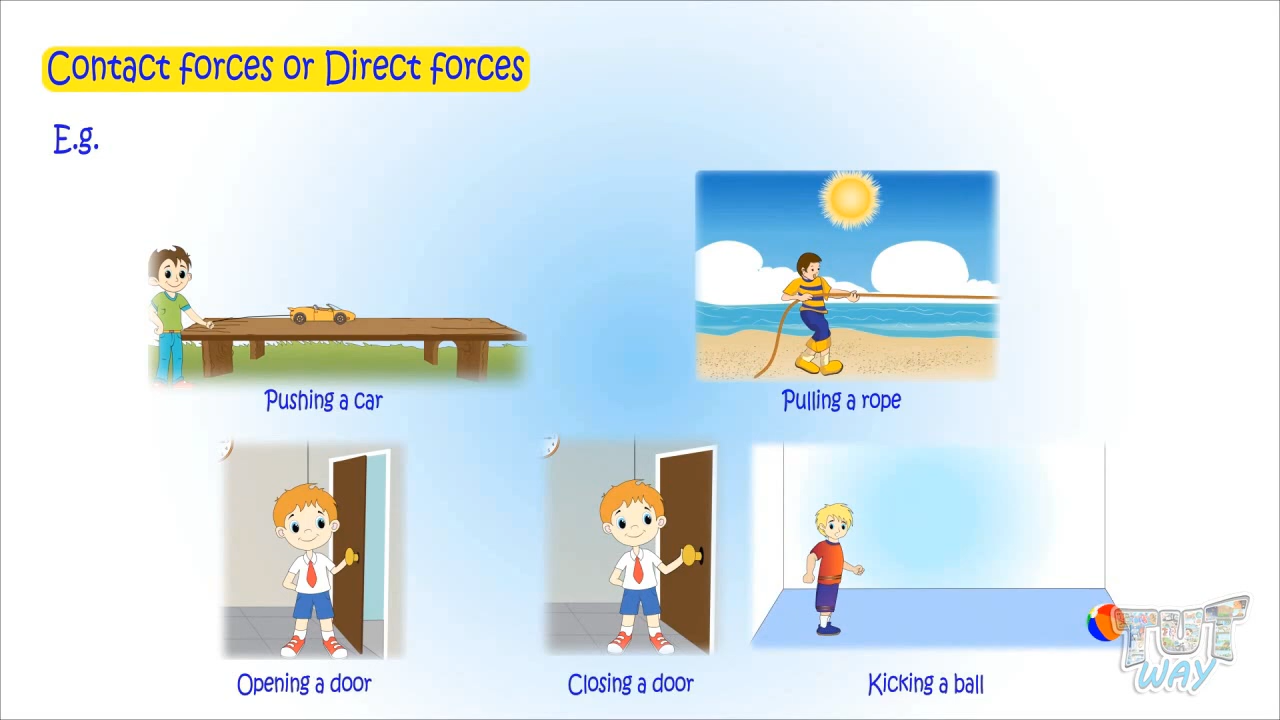 Contact forces or Direct forces
E.g.
Pushing a car
Pulling a rope
Opening a door
Closing a door
Kicking a ball
TUT
WAY